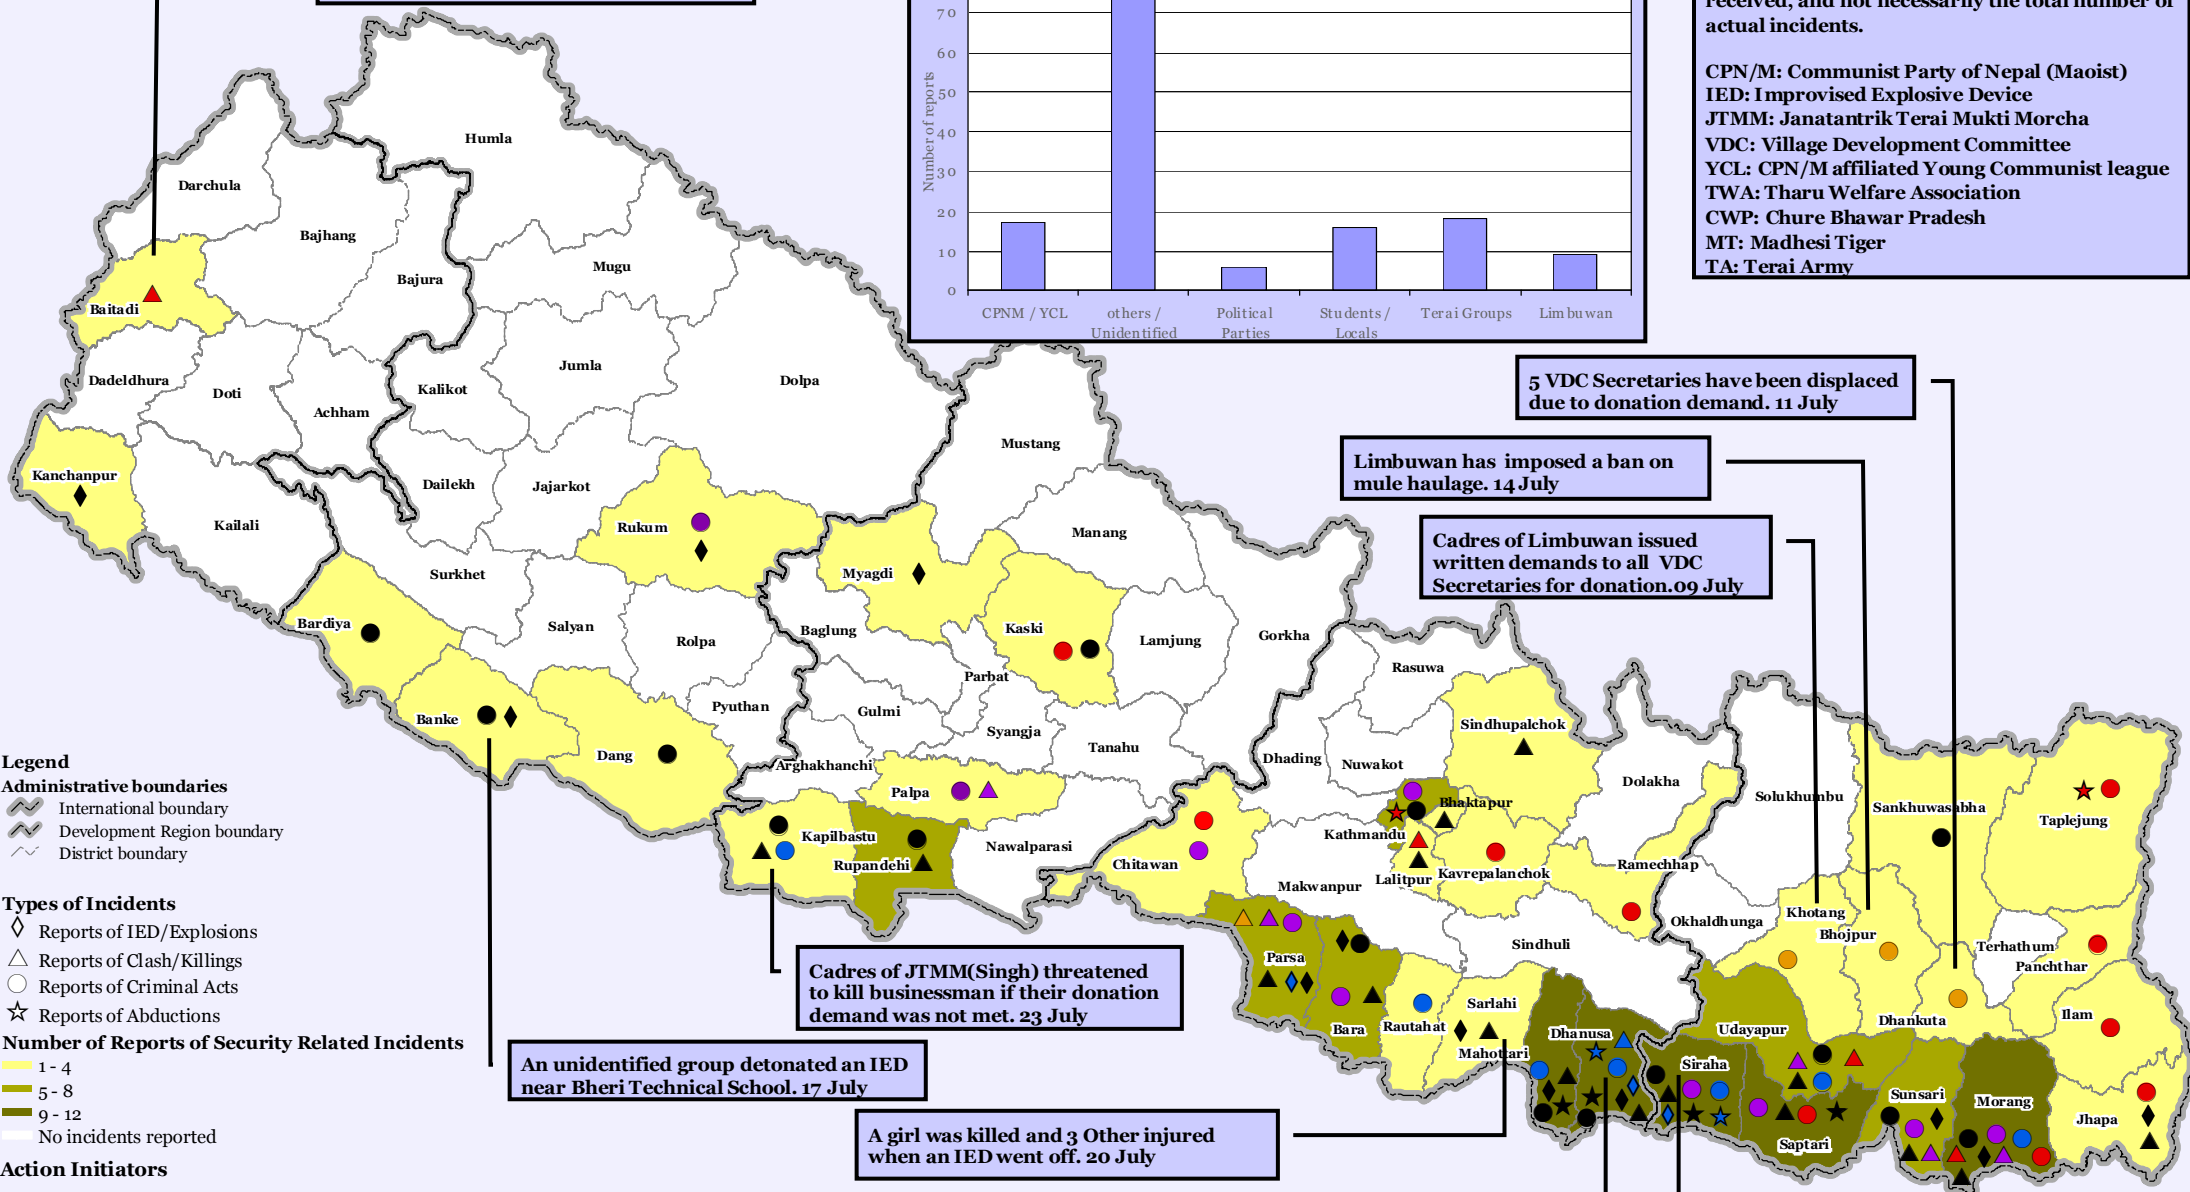 received, and not necessarily the total number of
actual incidents.
CPN/M: Communist Party of Nepal (Maoist)
IED: Improvised Explosive Device
JTMM: Janatantrik Terai Mukti Morcha
VDC: Village Development Committee
YCL: CPN/M affiliated Young Communist league
TWA: Tharu Welfare Association
CWP: Chure Bhawar Pradesh
MT: Madhesi Tiger
TA: Terai Army
Number of reports
70
60
50
40
30
20
10
0
CPNM / YCL
others /
Unidentified
Political
Parties
Students /
Locals
Terai Groups
Limbuwan
5 VDC Secretaries have been displaced
due to donation demand. 11 July
Limbuwan has imposed a ban on
mule haulage. 14 July
Cadres of Limbuwan issued
written demands to all VDC
Secretaries for donation.09 July
Humla
Darchula
Bajhang
Mugu
Bajura
Baitadi
Jumla
Dadeldhura
Dolpa
Kalikot
Doti
Achham
Mustang
Kanchanpur
Dailekh
Jajarkot
Kailali
Rukum
Manang
Myagdi
Surkhet
Bardiya
Salyan
Rolpa
Baglung
Kaski
Lamjung
Gorkha
Rasuwa
Parbat
Pyuthan
Gulmi
Banke
Sindhupalchok
Syangja
Dang
Tanahu
Dhading
Nuwakot
Arghakhanchi
Dolakha
Palpa
Solukhumbu
Bhaktapur
Sankhuwasabha
Taplejung
Kapilbastu
Kathmandu
Nawalparasi
Rupandehi
Chitawan
Ramechhap
Lalitpur
Kavrepalanchok
Makwanpur
Khotang
Okhaldhunga
Bhojpur
Sindhuli
Terhathum
Parsa
Panchthar
Sarlahi
Ilam
Dhankuta
Bara
Rautahat
Udayapur
Dhanusa
Mahottari
Siraha
Sunsari
Morang
Jhapa
Saptari
Legend
Administrative boundaries
International boundary
Development Region boundary
District boundary
Types of Incidents
Reports of IED/Explosions
Reports of Clash/Killings
Reports of Criminal Acts
Reports of Abductions
Number of Reports of Security Related Incidents
1 - 4
5 - 8
9 - 12
No incidents reported
Action Initiators
Cadres of JTMM(Singh) threatened
to kill businessman if their donation
demand was not met. 23 July
An unidentified group detonated an IED
near Bheri Technical School. 17 July
A girl was killed and 3 Other injured
when an IED went off. 20 July